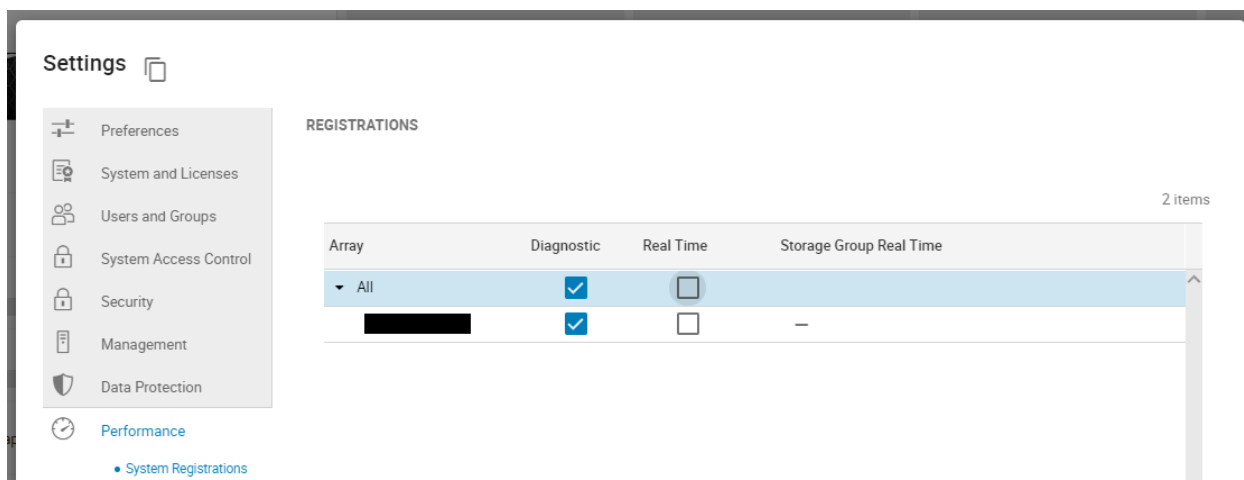 Settings
Preferences
System and Licenses
Users and Groups
System Access Control
Security
Management
Data Protection
Performance
• System Registrations
REGISTRATIONS
2 items
Array Diagnostic Real Time Storage Group Real Time
All
—